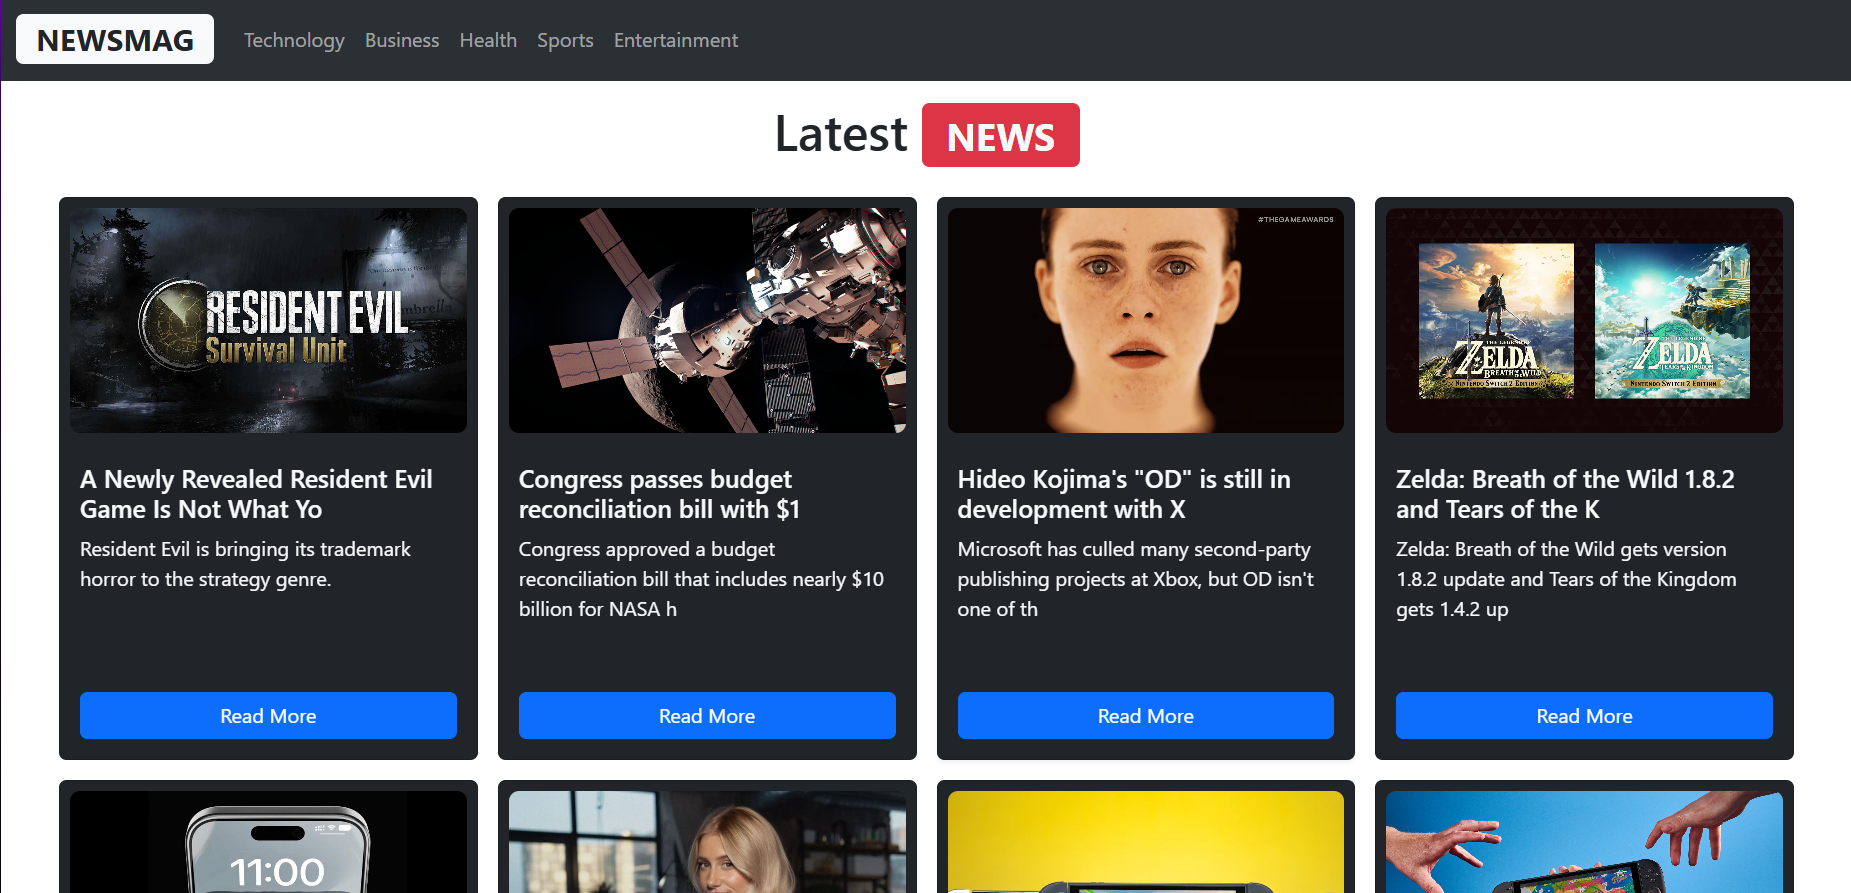 NEWSMAG Technology Business Health Sports Entertainment
Latest NEWS
RESIDENT EVIL
Survival Unit
#THEGAMEAWARDS
THE LEGEND OF
ZELDA
BREATH OF THE WILD
NINTENDO SWITCH 2 EDITION
THE LEGEND OF
ZELDA
TEARS OF THE KINGDOM
NINTENDO SWITCH 2 EDITION
A Newly Revealed Resident Evil
Game Is Not What Yo
Resident Evil is bringing its trademark
horror to the strategy genre.
Read More
Congress passes budget
reconciliation bill with $1
Congress approved a budget
reconciliation bill that includes nearly $10
billion for NASA h
Read More
Hideo Kojima's "OD" is still in
development with X
Microsoft has culled many second-party
publishing projects at Xbox, but OD isn't
one of th
Read More
Zelda: Breath of the Wild 1.8.2
and Tears of the K
Zelda: Breath of the Wild gets version
1.8.2 update and Tears of the Kingdom
gets 1.4.2 up
Read More
11:00